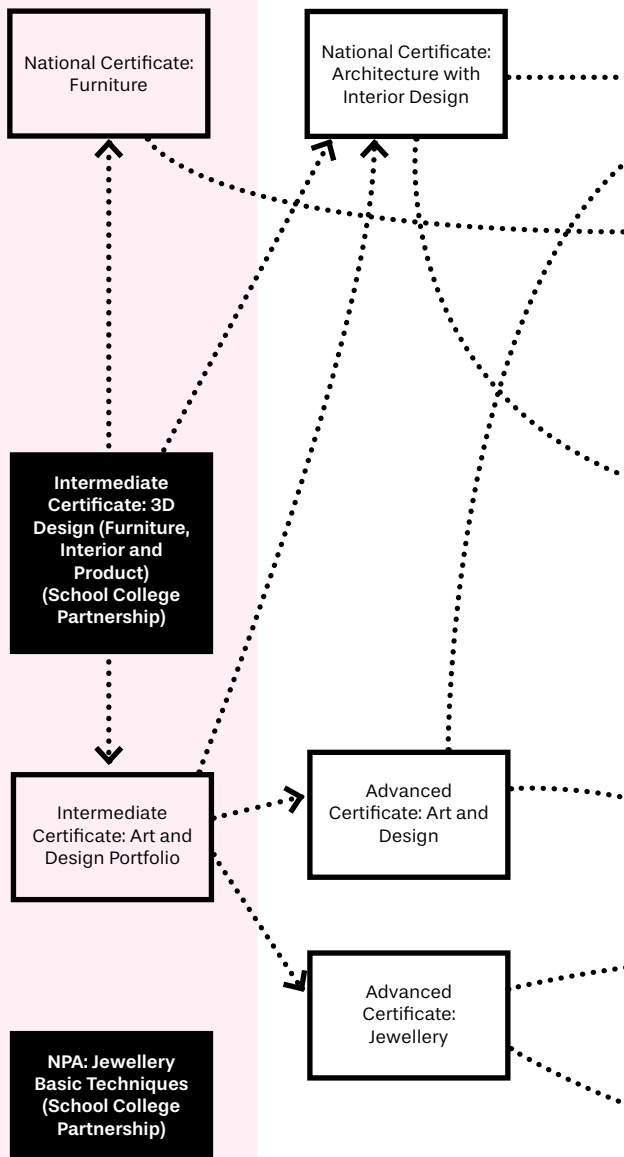 National Certificate:
Furniture
National Certificate:
Architecture with
Interior Design
Intermediate
Certificate: 3D
Design (Furniture,
Interior and
Product)
(School College
Partnership)
Intermediate
Certificate: Art and
Design Portfolio
Advanced
Certificate: Art and
Design
Advanced
Certificate:
Jewellery
NPA: Jewellery
Basic Techniques
(School College
Partnership)